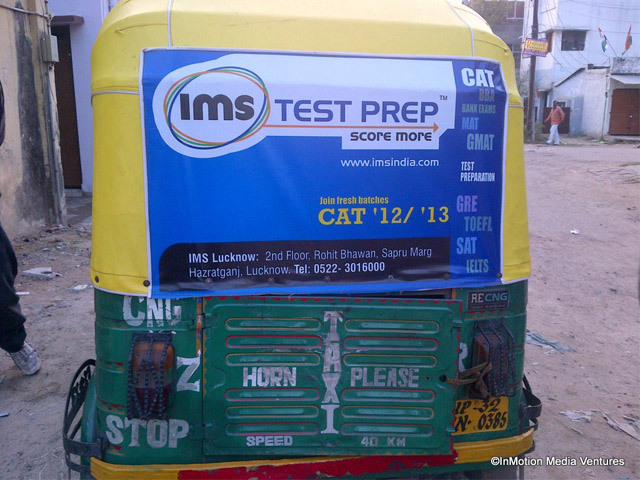 ims TEST PREP™
score more
www.imsindia.com
Join fresh batches
CAT '12/ '13
IMS Lucknow: 2nd Floor, Rohit Bhawan, Sapru Marg
Hazratganj, Lucknow. Tel: 0522- 3016000
CAT
BBA
BANK EXAMS
MAT
GMAT
TEST
PREPARATION
GRE
TOEFL
SAT
IELTS
CNG
RECNG
TAXI
HORN PLEASE
STOP
SPEED 40 KM
UP-32
N-0385
©InMotion Media Ventures